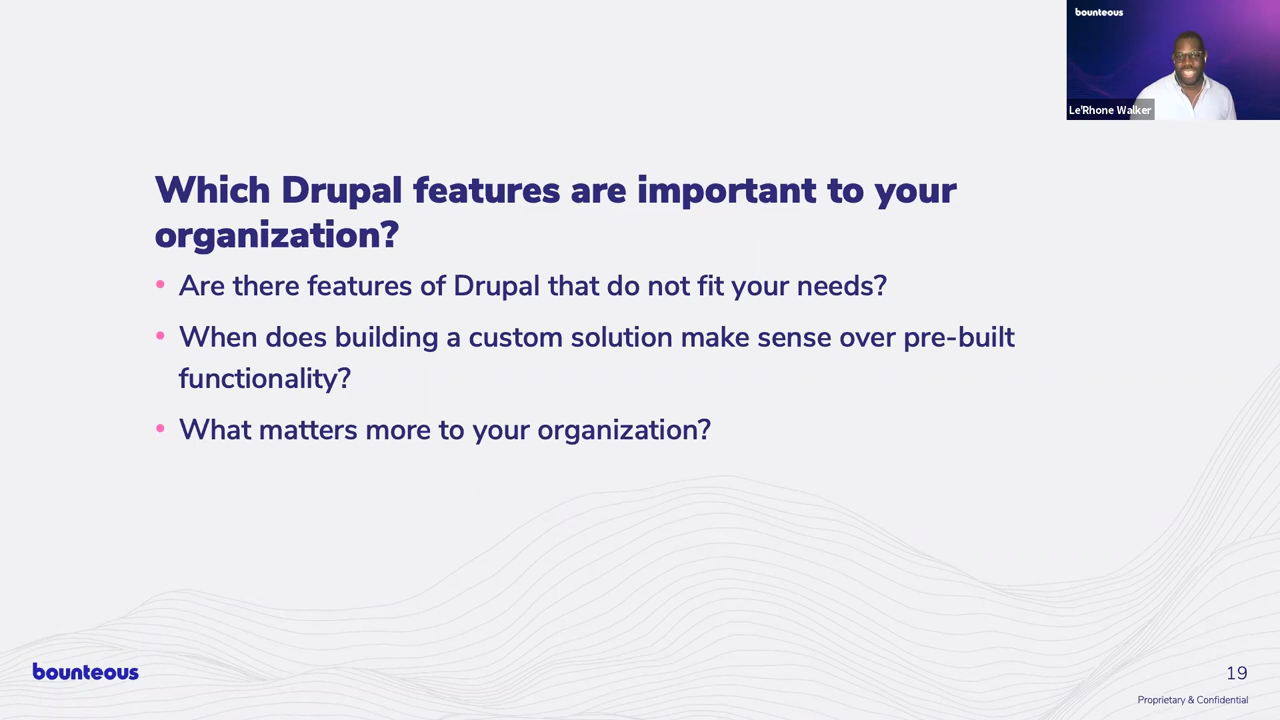 bounteous
Le'Rhone Walker
Which Drupal features are important to your
organization?
• Are there features of Drupal that do not fit your needs?
• When does building a custom solution make sense over pre-built
functionality?
• What matters more to your organization?
bounteous
19
Proprietary & Confidential